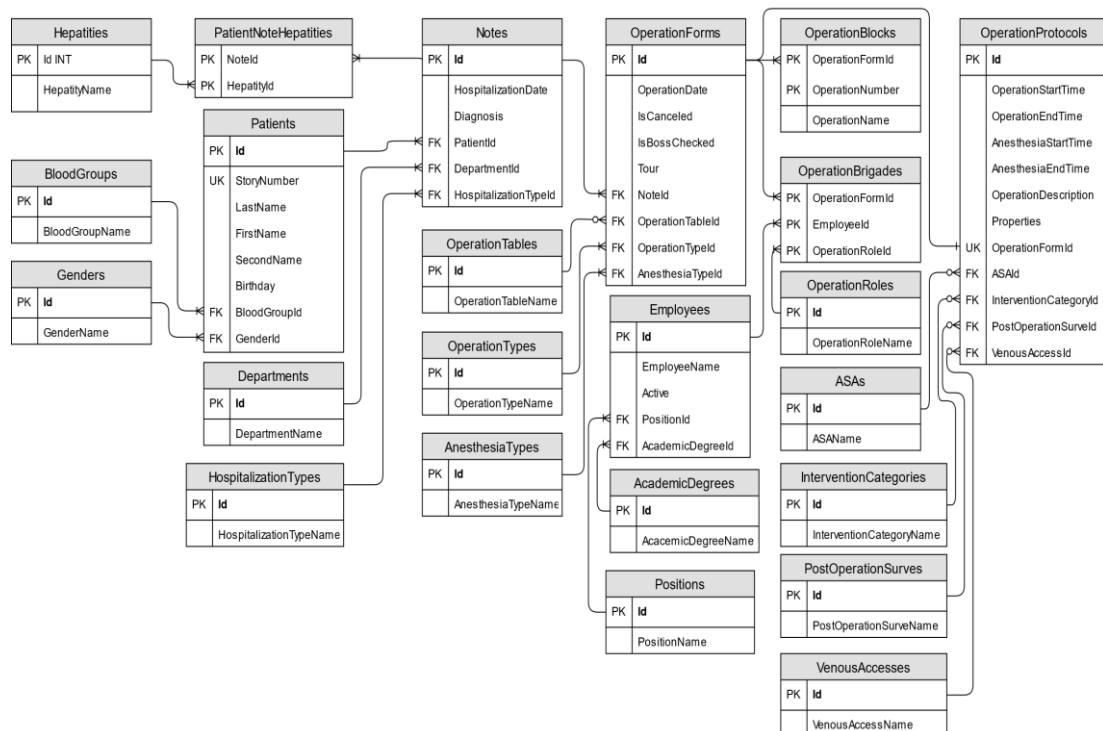 Hepatities
PK Id INT
HepatityName
PatientNoteHepatities
PK NoteId
PK HepatityId
Notes
PK Id
HospitalizationDate
Diagnosis
FK PatientId
FK DepartmentId
FK HospitalizationTypeId
OperationForms
PK Id
OperationDate
IsCanceled
IsBossChecked
Tour
FK NoteId
FK OperationTableId
FK OperationTypeId
FK AnesthesiaTypeId
OperationBlocks
PK OperationFormId
PK OperationNumber
OperationName
OperationProtocols
PK Id
OperationStartTime
OperationEndTime
AnesthesiaStartTime
AnesthesiaEndTime
OperationDescription
Properties
UK OperationFormId
FK ASAId
FK InterventionCategoryId
FK PostOperationSurveId
FK VenousAccessId
Patients
PK Id
UK StoryNumber
LastName
FirstName
SecondName
Birthday
FK BloodGroupId
FK GenderId
BloodGroups
PK Id
BloodGroupName
Genders
PK Id
GenderName
OperationBrigades
PK OperationFormId
PK EmployeeId
PK OperationRoleId
OperationTables
PK Id
OperationTableName
OperationRoles
PK Id
OperationRoleName
Employees
PK Id
EmployeeName
Active
FK PositionId
FK AcademicDegreeId
OperationTypes
PK Id
OperationTypeName
Departments
PK Id
DepartmentName
ASAs
PK Id
ASAName
AnesthesiaTypes
PK Id
AnesthesiaTypeName
HospitalizationTypes
PK Id
HospitalizationTypeName
AcademicDegrees
PK Id
AcacemicDegreeName
InterventionCategories
PK Id
InterventionCategoryName
Positions
PK Id
PositionName
PostOperationSurves
PK Id
PostOperationSurveName
VenousAccesses
PK Id
VenousAccessName